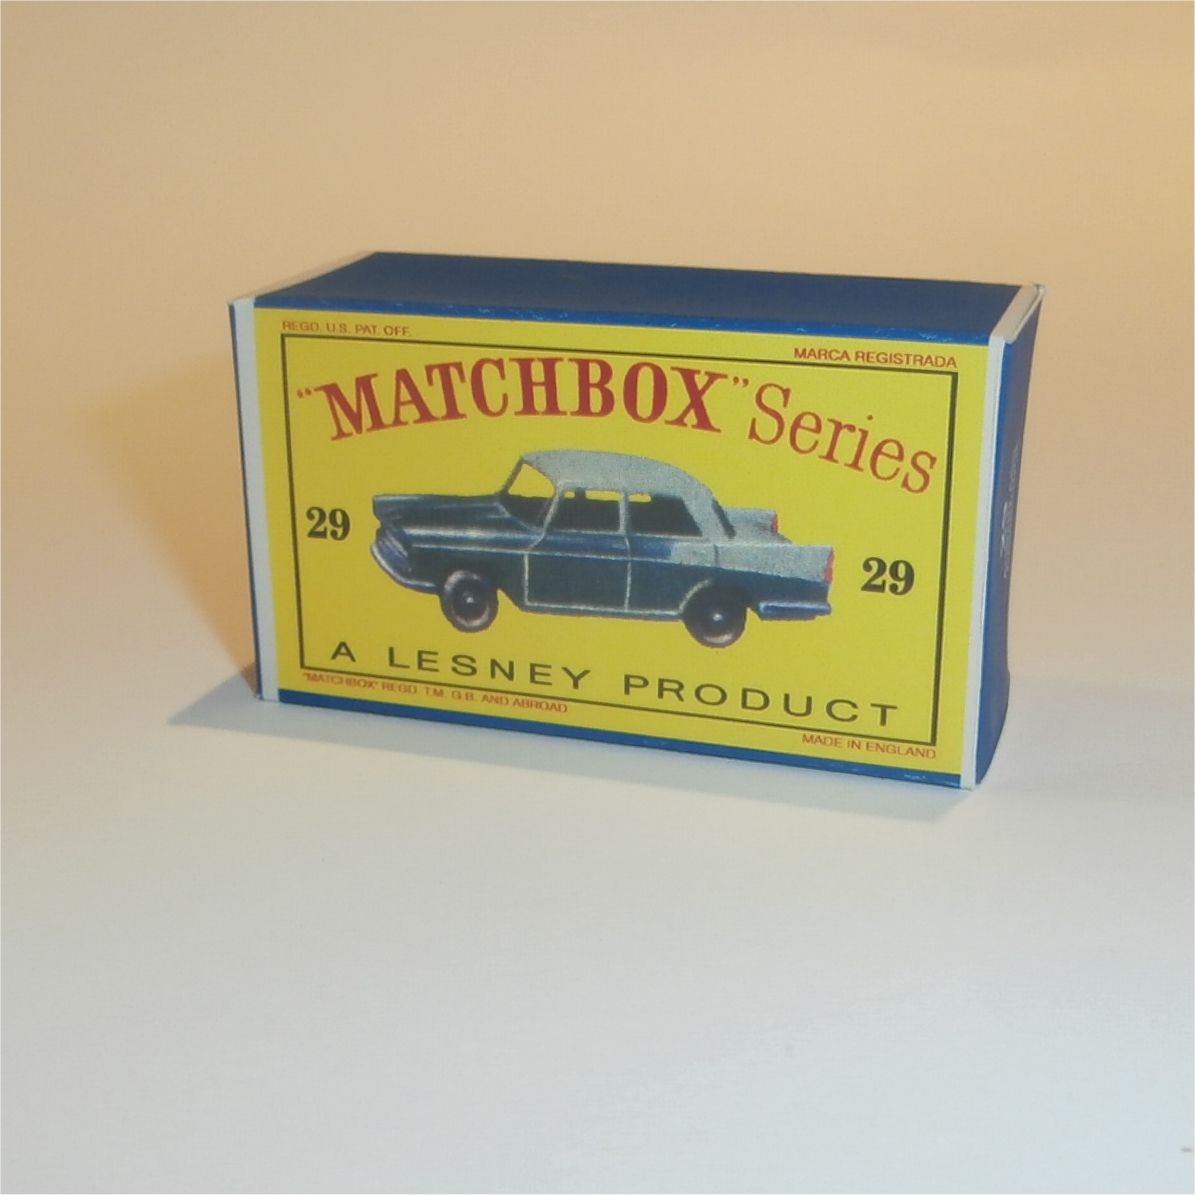 REGD. U.S. PAT. OFF.
MARCA REGISTRADA
"MATCHBOX" Series
29
29
A LESNEY PRODUCT
"MATCHBOX" REGD. T.M. G.B. AND ABROAD
MADE IN ENGLAND